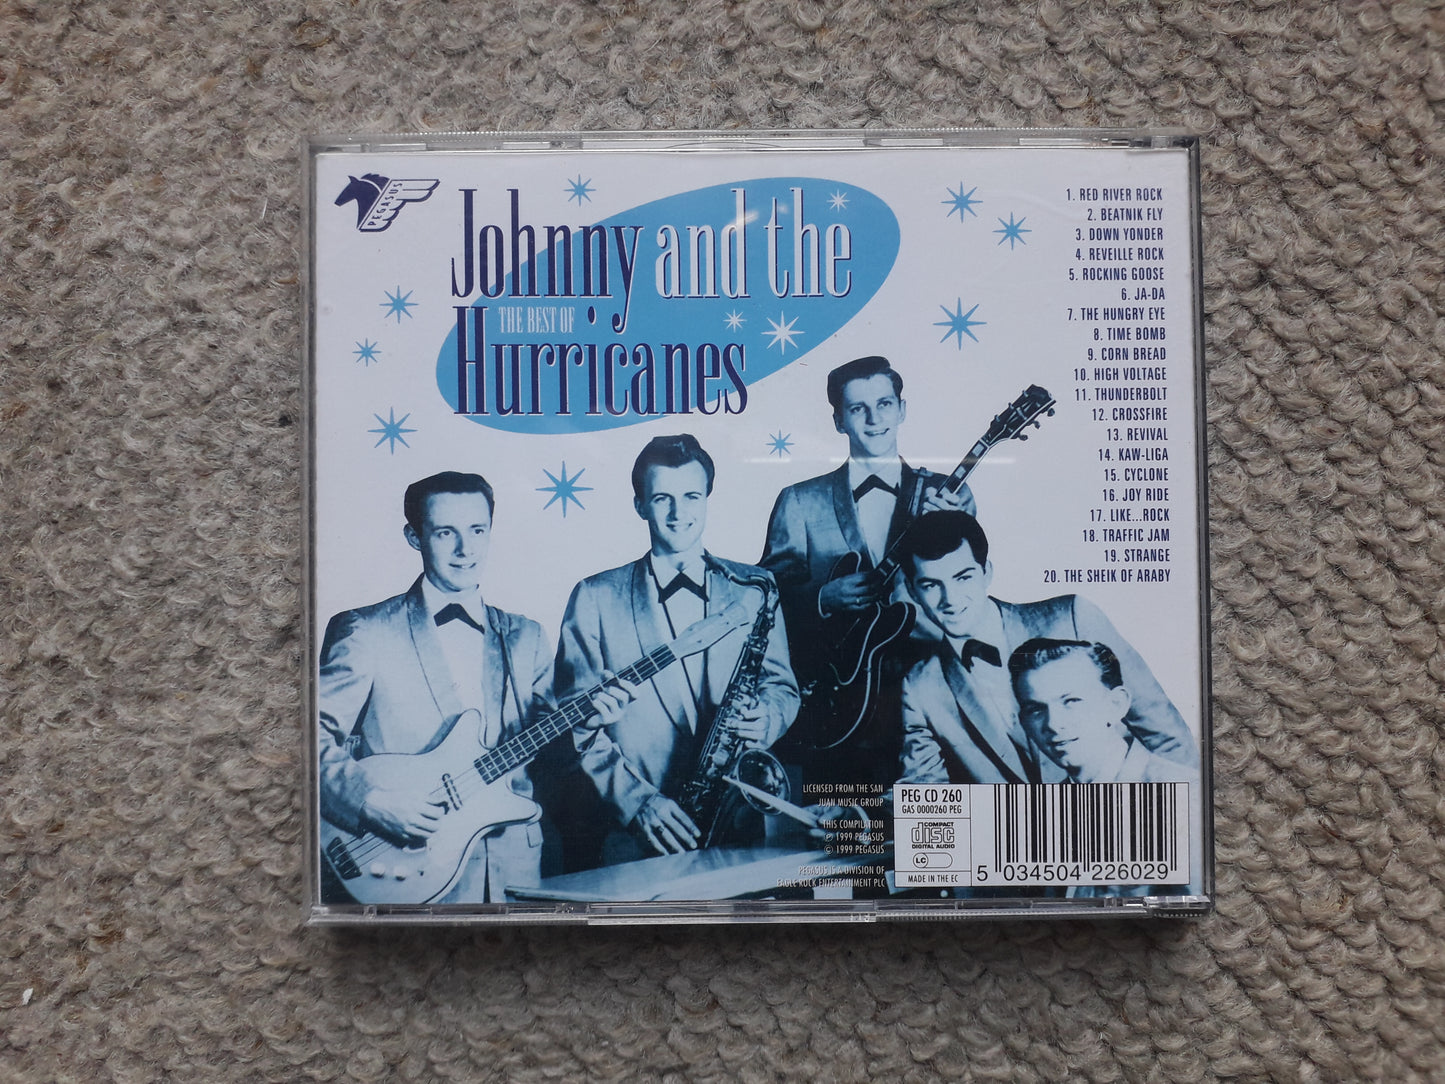 PEGASUS
Johnny and the
THE BEST OF
Hurricanes
1. RED RIVER ROCK
2. BEATNIK FLY
3. DOWN YONDER
4. REVEILLE ROCK
5. ROCKING GOOSE
6. JA-DA
7. THE HUNGRY EYE
8. TIME BOMB
9. CORN BREAD
10. HIGH VOLTAGE
11. THUNDERBOLT
12. CROSSFIRE
13. REVIVAL
14. KAW-LIGA
15. CYCLONE
16. JOY RIDE
17. LIKE...ROCK
18. TRAFFIC JAM
19. STRANGE
20. THE SHEIK OF ARABY
LICENSED FROM THE SAN
JUAN MUSIC GROUP
THIS COMPILATION
℗ 1999 PEGASUS
© 1999 PEGASUS
PEGASUS IS A DIVISION OF
EAGLE ROCK ENTERTAINMENT PLC
PEG CD 260
GAS 0000260 PEG
COMPACT
disc
DIGITAL AUDIO
LC
MADE IN THE EC
5 034504 226029